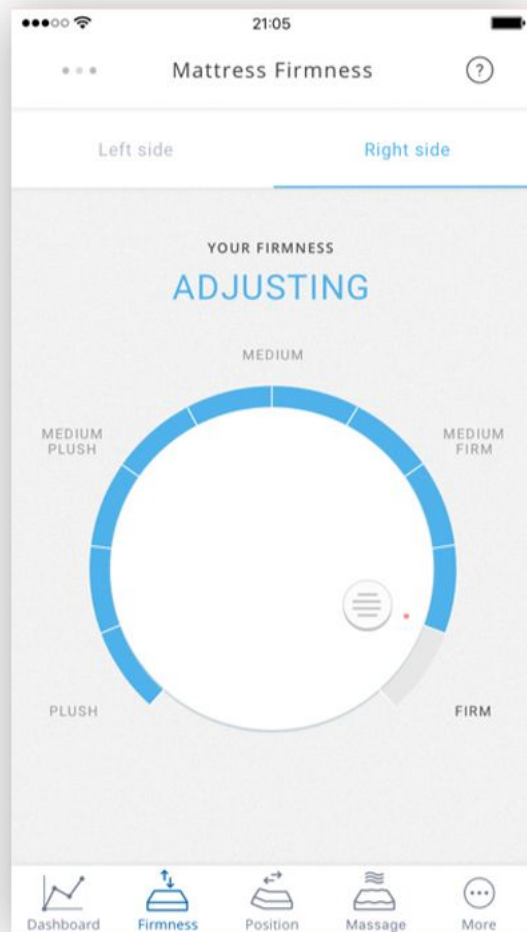 21:05
Mattress Firmness
?
Left side
Right side
YOUR FIRMNESS
ADJUSTING
MEDIUM
MEDIUM
PLUSH
MEDIUM
FIRM
PLUSH
FIRM
Dashboard
Firmness
Position
Massage
More